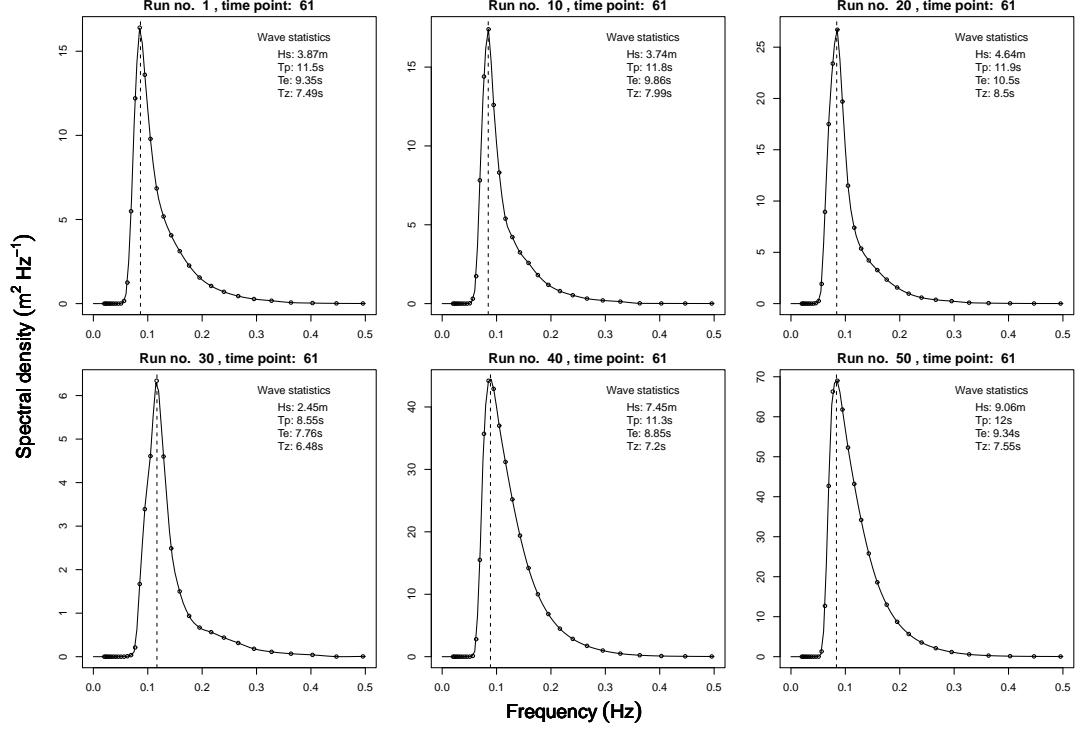 Run no. 1 , time point: 61
Wave statistics
Hs: 3.87m
Tp: 11.5s
Te: 9.35s
Tz: 7.49s
0
5
10
15
0.0 0.1 0.2 0.3 0.4 0.5
Run no. 10 , time point: 61
Wave statistics
Hs: 3.74m
Tp: 11.8s
Te: 9.86s
Tz: 7.99s
0
5
10
15
0.0 0.1 0.2 0.3 0.4 0.5
Run no. 20 , time point: 61
Wave statistics
Hs: 4.64m
Tp: 11.9s
Te: 10.5s
Tz: 8.5s
0
5
10
15
20
25
0.0 0.1 0.2 0.3 0.4 0.5
Run no. 30 , time point: 61
Wave statistics
Hs: 2.45m
Tp: 8.55s
Te: 7.76s
Tz: 6.48s
0
1
2
3
4
5
6
0.0 0.1 0.2 0.3 0.4 0.5
Run no. 40 , time point: 61
Wave statistics
Hs: 7.45m
Tp: 11.3s
Te: 8.85s
Tz: 7.2s
0
10
20
30
40
0.0 0.1 0.2 0.3 0.4 0.5
Run no. 50 , time point: 61
Wave statistics
Hs: 9.06m
Tp: 12s
Te: 9.34s
Tz: 7.55s
0
10
20
30
40
50
60
70
0.0 0.1 0.2 0.3 0.4 0.5
Spectral density (m² Hz⁻¹)
Frequency (Hz)